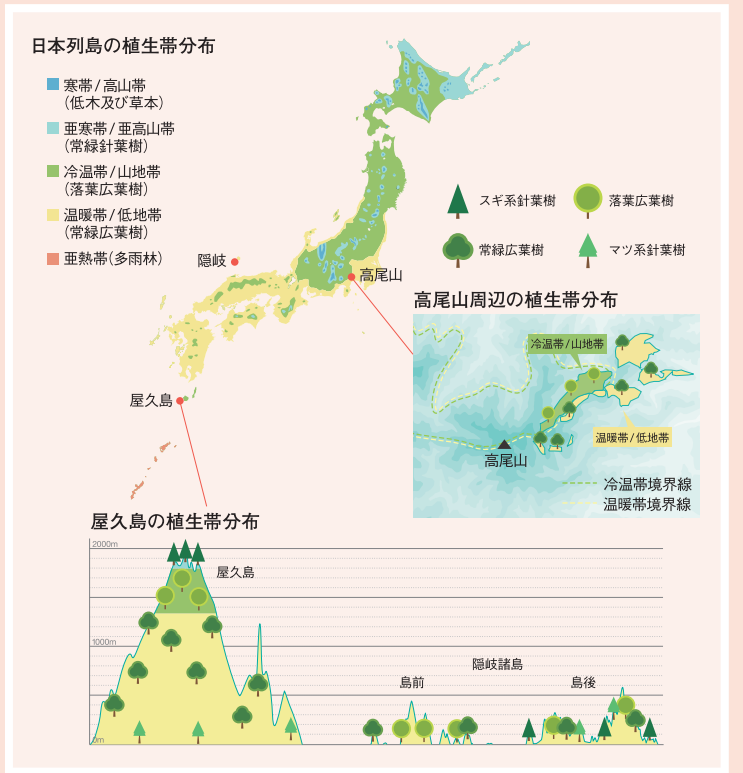 日本列島の植生帯分布
寒帯/高山帯
(低木及び草本)
亜寒帯/亜高山帯
(常緑針葉樹)
冷温帯/山地帯
(落葉広葉樹)
温暖帯/低地帯
(常緑広葉樹)
亜熱帯(多雨林)
スギ系針葉樹
落葉広葉樹
常緑広葉樹
マツ系針葉樹
隠岐
高尾山
屋久島
高尾山周辺の植生帯分布
冷温帯/山地帯
温暖帯/低地帯
高尾山
冷温帯境界線
温暖帯境界線
屋久島の植生帯分布
2000m
屋久島
1000m
隠岐諸島
島前
島後
0m